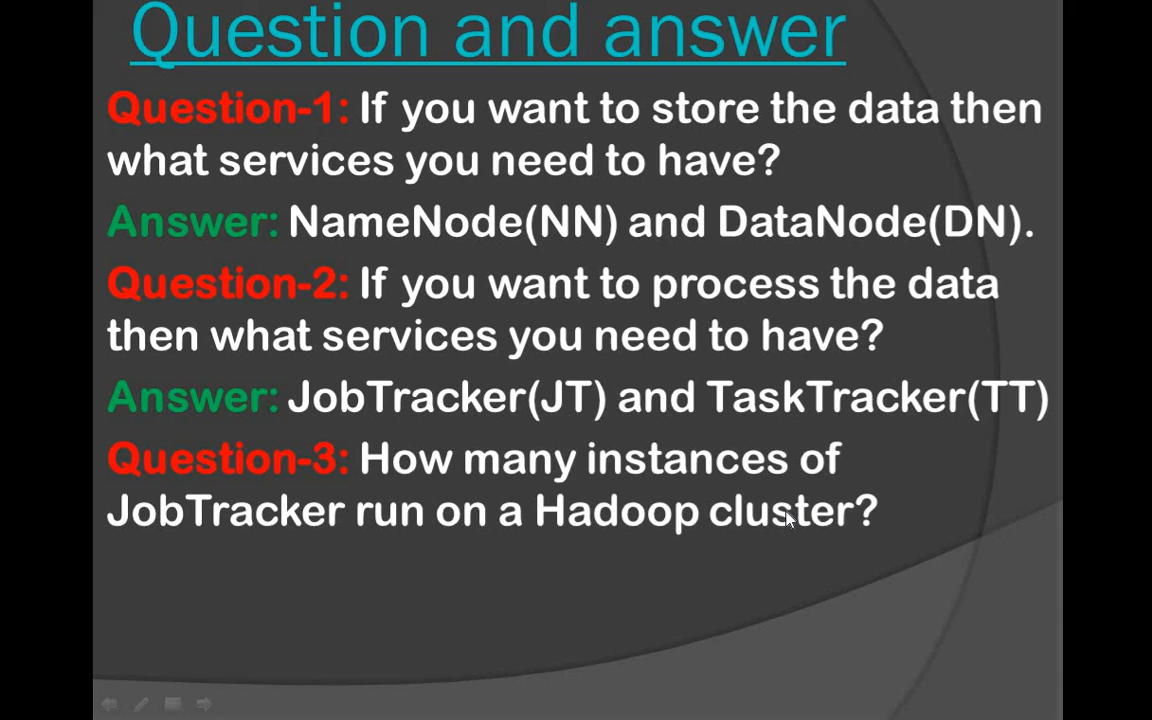 Question and answer
Question-1: If you want to store the data then
what services you need to have?
Answer: NameNode(NN) and DataNode(DN).
Question-2: If you want to process the data
then what services you need to have?
Answer: JobTracker(JT) and TaskTracker(TT)
Question-3: How many instances of
JobTracker run on a Hadoop cluster?